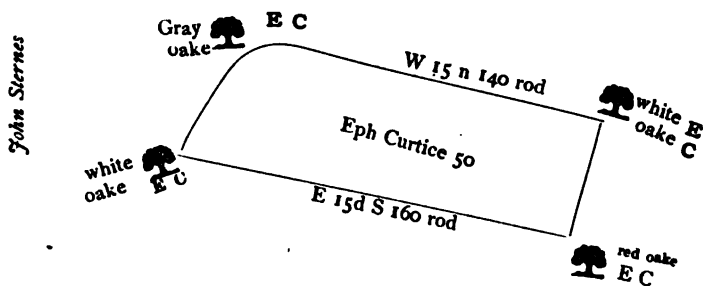 Gray E C
oake
W 15 n 140 rod
John Sternes
white E
oake C
Eph Curtice 50
white
oake E C
E 15d S 160 rod
red oake
E C